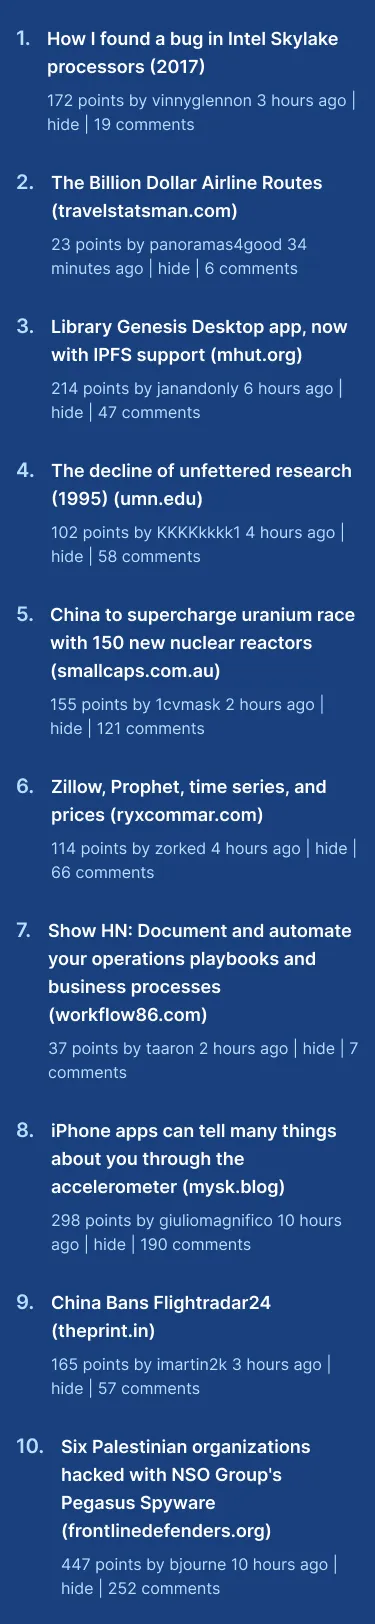 1. How I found a bug in Intel Skylake
processors (2017)
172 points by vinnyglennon 3 hours ago |
hide | 19 comments
2. The Billion Dollar Airline Routes
(travelstatsman.com)
23 points by panoramas4good 34
minutes ago | hide | 6 comments
3. Library Genesis Desktop app, now
with IPFS support (mhut.org)
214 points by janandonly 6 hours ago |
hide | 47 comments
4. The decline of unfettered research
(1995) (umn.edu)
102 points by KKKKkkkk1 4 hours ago |
hide | 58 comments
5. China to supercharge uranium race
with 150 new nuclear reactors
(smallcaps.com.au)
155 points by 1cvmask 2 hours ago |
hide | 121 comments
6. Zillow, Prophet, time series, and
prices (ryxcommar.com)
114 points by zorked 4 hours ago | hide |
66 comments
7. Show HN: Document and automate
your operations playbooks and
business processes
(workflow86.com)
37 points by taaron 2 hours ago | hide | 7
comments
8. iPhone apps can tell many things
about you through the
accelerometer (mysk.blog)
298 points by giuliomagnifico 10 hours
ago | hide | 190 comments
9. China Bans Flightradar24
(theprint.in)
165 points by imartin2k 3 hours ago |
hide | 57 comments
10. Six Palestinian organizations
hacked with NSO Group's
Pegasus Spyware
(frontlinedefenders.org)
447 points by bjourne 10 hours ago |
hide | 252 comments